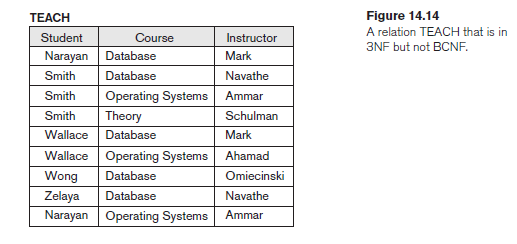 TEACH
Student Course Instructor
Narayan Database Mark
Smith Database Navathe
Smith Operating Systems Ammar
Smith Theory Schulman
Wallace Database Mark
Wallace Operating Systems Ahamad
Wong Database Omiecinski
Zelaya Database Navathe
Narayan Operating Systems Ammar
Figure 14.14
A relation TEACH that is in
3NF but not BCNF.